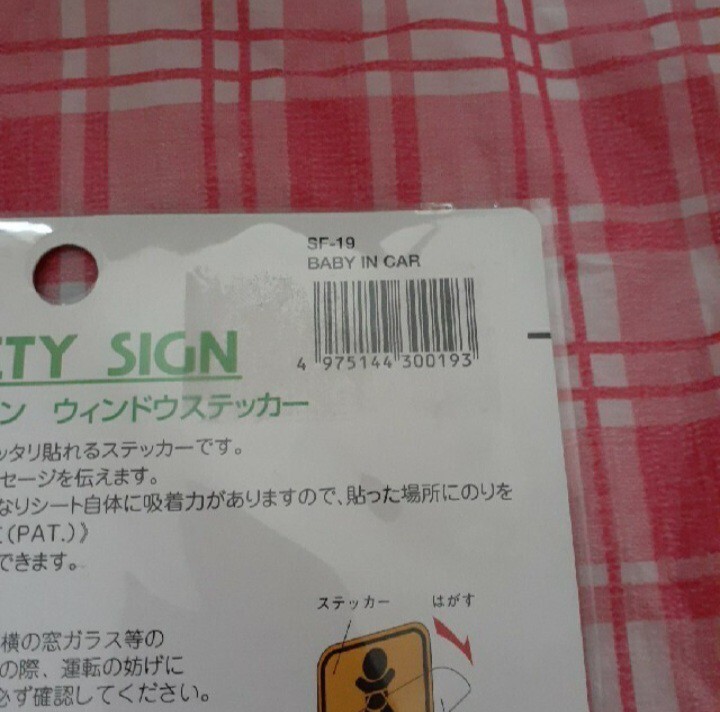 SF-19
BABY IN CAR
4 975144 300193
ETY SIGN
ン ウィンドウステッカー
ッタリ貼れるステッカーです。
セージを伝えます。
なりシート自体に吸着力がありますので、貼った場所にのりを
(PAT.)》
できます。
ステッカー はがす
横の窓ガラス等の
の際、運転の妨げに
必ず確認してください。